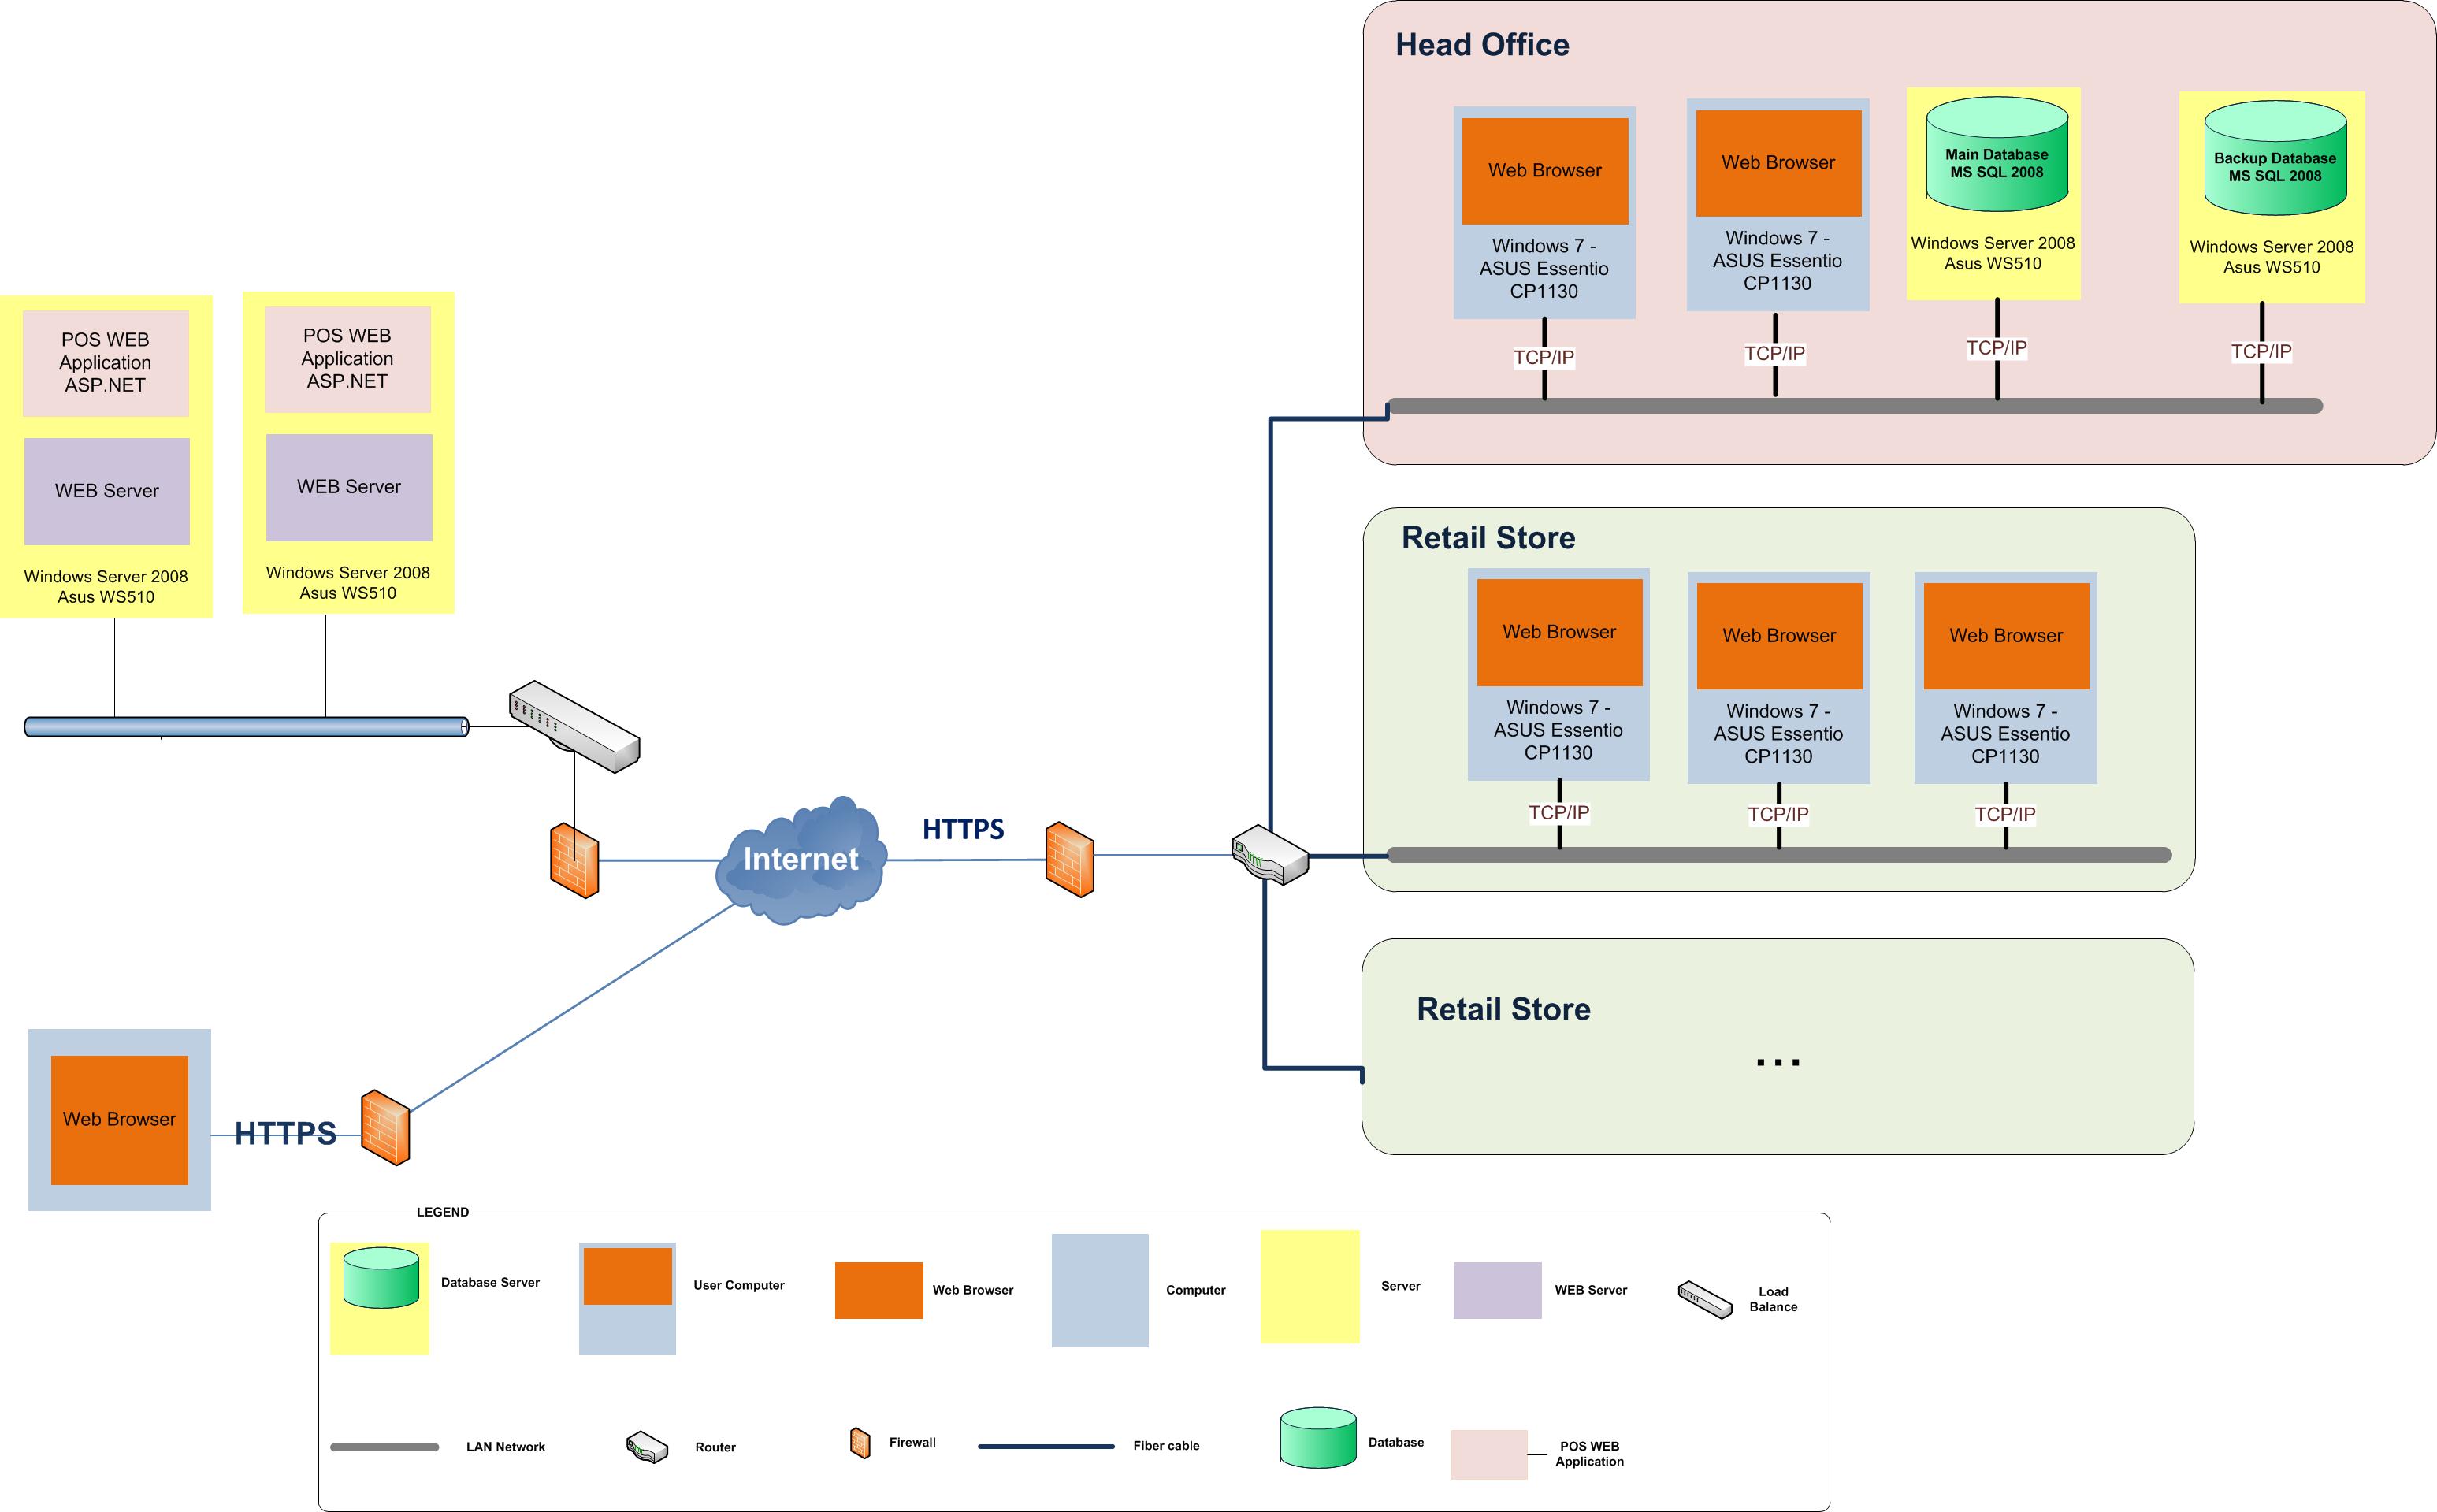 Head Office
Web Browser
Windows 7 -
ASUS Essentio
CP1130
Web Browser
Windows 7 -
ASUS Essentio
CP1130
Main Database
MS SQL 2008
Windows Server 2008
Asus WS510
Backup Database
MS SQL 2008
Windows Server 2008
Asus WS510
TCP/IP
TCP/IP
TCP/IP
TCP/IP
POS WEB
Application
ASP.NET
WEB Server
Windows Server 2008
Asus WS510
POS WEB
Application
ASP.NET
WEB Server
Windows Server 2008
Asus WS510
Retail Store
Web Browser
Windows 7 -
ASUS Essentio
CP1130
Web Browser
Windows 7 -
ASUS Essentio
CP1130
Web Browser
Windows 7 -
ASUS Essentio
CP1130
TCP/IP
TCP/IP
TCP/IP
Internet
HTTPS
Retail Store
...
Web Browser
HTTPS
LEGEND
Database Server
User Computer
Web Browser
Computer
Server
WEB Server
Load
Balance
LAN Network
Router
Firewall
Fiber cable
Database
POS WEB
Application